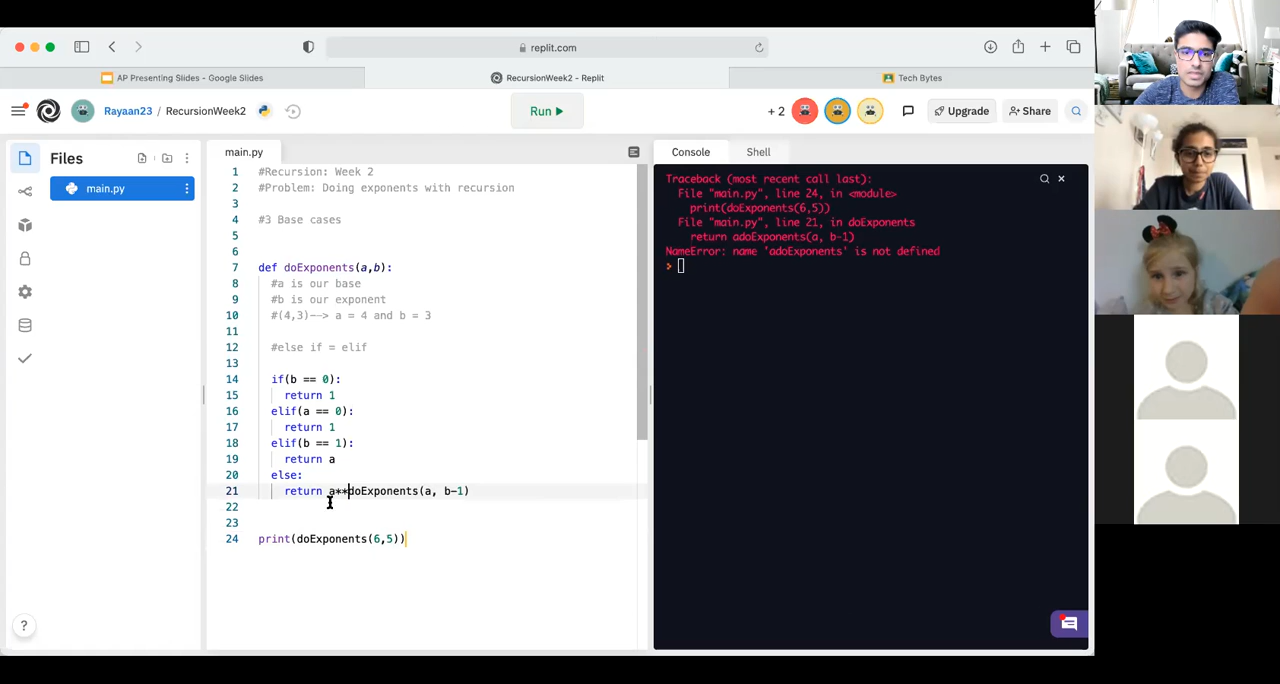 replit.com
AP Presenting Slides - Google Slides
RecursionWeek2 - Replit
Tech Bytes
Rayaan23 / RecursionWeek2
Run
+ 2
Upgrade
Share
Files
main.py
main.py
1 #Recursion: Week 2
2 #Problem: Doing exponents with recursion
3
4 #3 Base cases
5
6
7 def doExponents(a,b):
8 #a is our base
9 #b is our exponent
10 #(4,3)--> a = 4 and b = 3
11
12 #else if = elif
13
14 if(b == 0):
15 return 1
16 elif(a == 0):
17 return 1
18 elif(b == 1):
19 return a
20 else:
21 return a**doExponents(a, b-1)
22
23
24 print(doExponents(6,5))
Console
Shell
Traceback (most recent call last):
File "main.py", line 24, in <module>
print(doExponents(6,5))
File "main.py", line 21, in doExponents
return adoExponents(a, b-1)
NameError: name 'adoExponents' is not defined
>
?